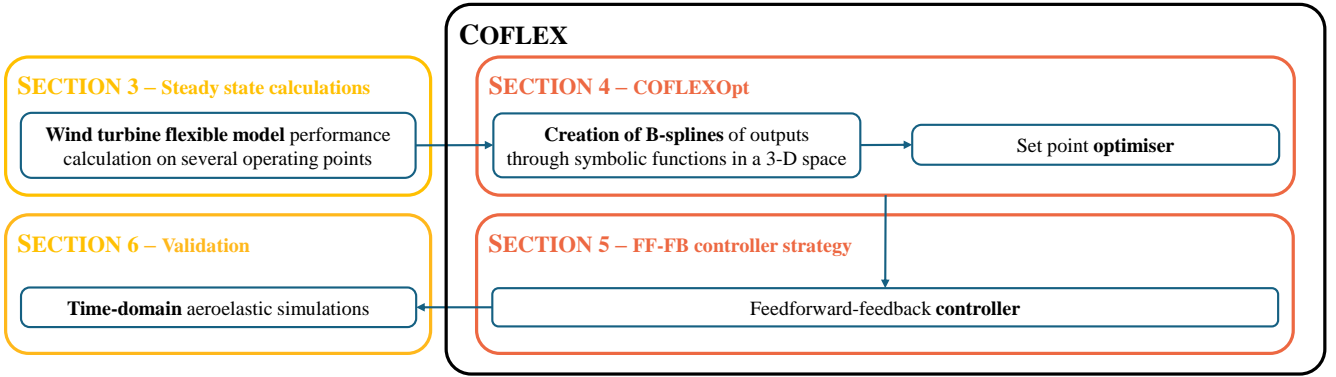 COFLEX
SECTION 3 – Steady state calculations
Wind turbine flexible model performance
calculation on several operating points
SECTION 4 – COFLEXOpt
Creation of B-splines of outputs
through symbolic functions in a 3-D space
Set point optimiser
SECTION 6 – Validation
Time-domain aeroelastic simulations
SECTION 5 – FF-FB controller strategy
Feedforward-feedback controller